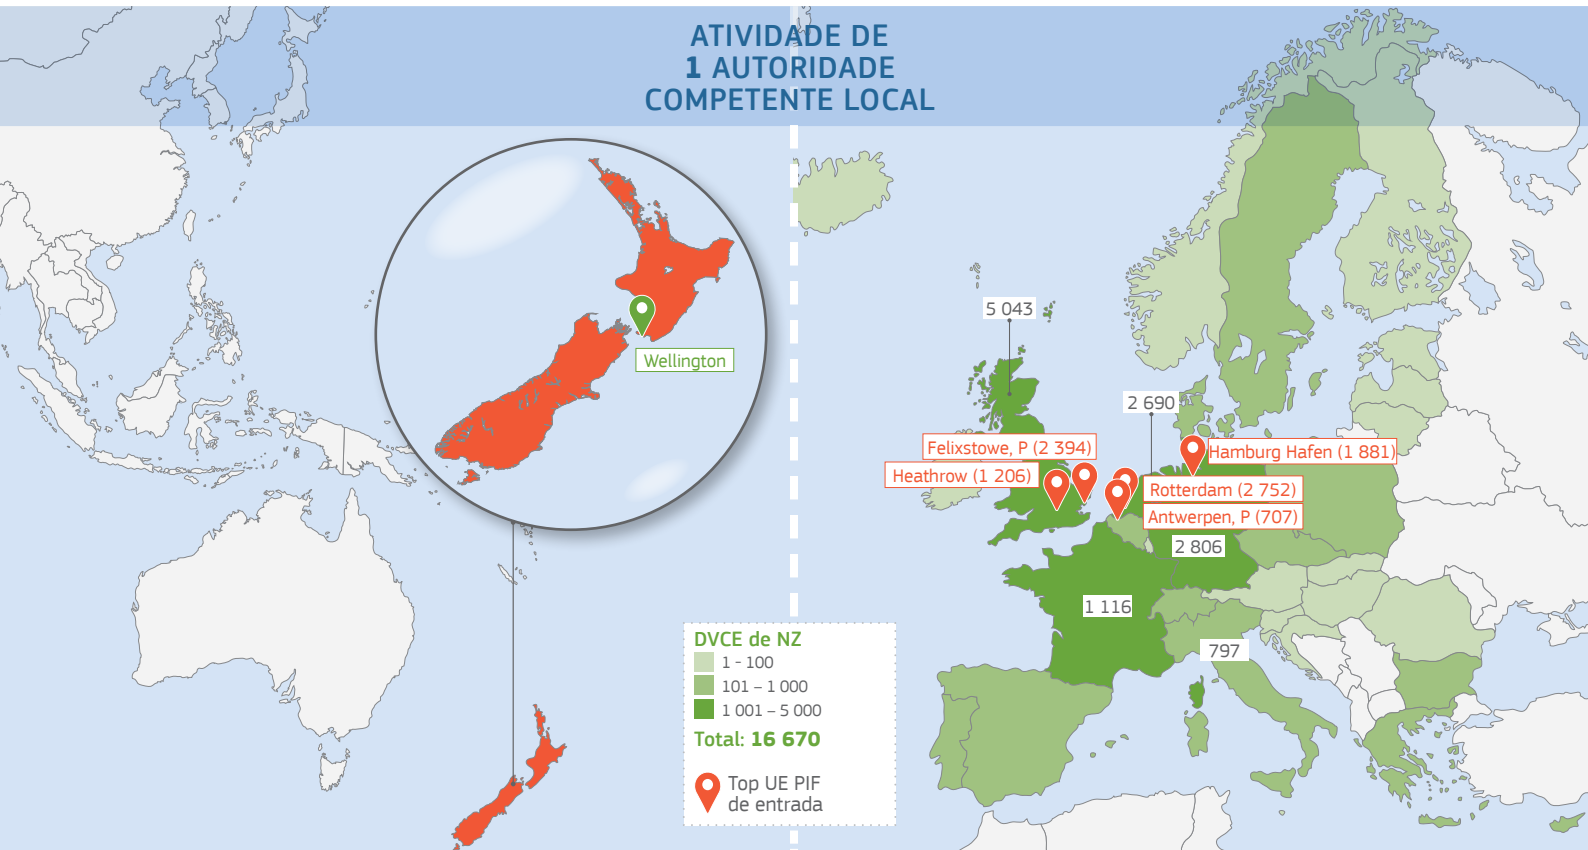 ATIVIDADE DE
1 AUTORIDADE
COMPETENTE LOCAL
Wellington
5 043
2 690
Felixstowe, P (2 394)
Hamburg Hafen (1 881)
Heathrow (1 206)
Rotterdam (2 752)
Antwerpen, P (707)
2 806
1 116
797
DVCE de NZ
1 - 100
101 – 1 000
1 001 – 5 000
Total: 16 670
Top UE PIF
de entrada